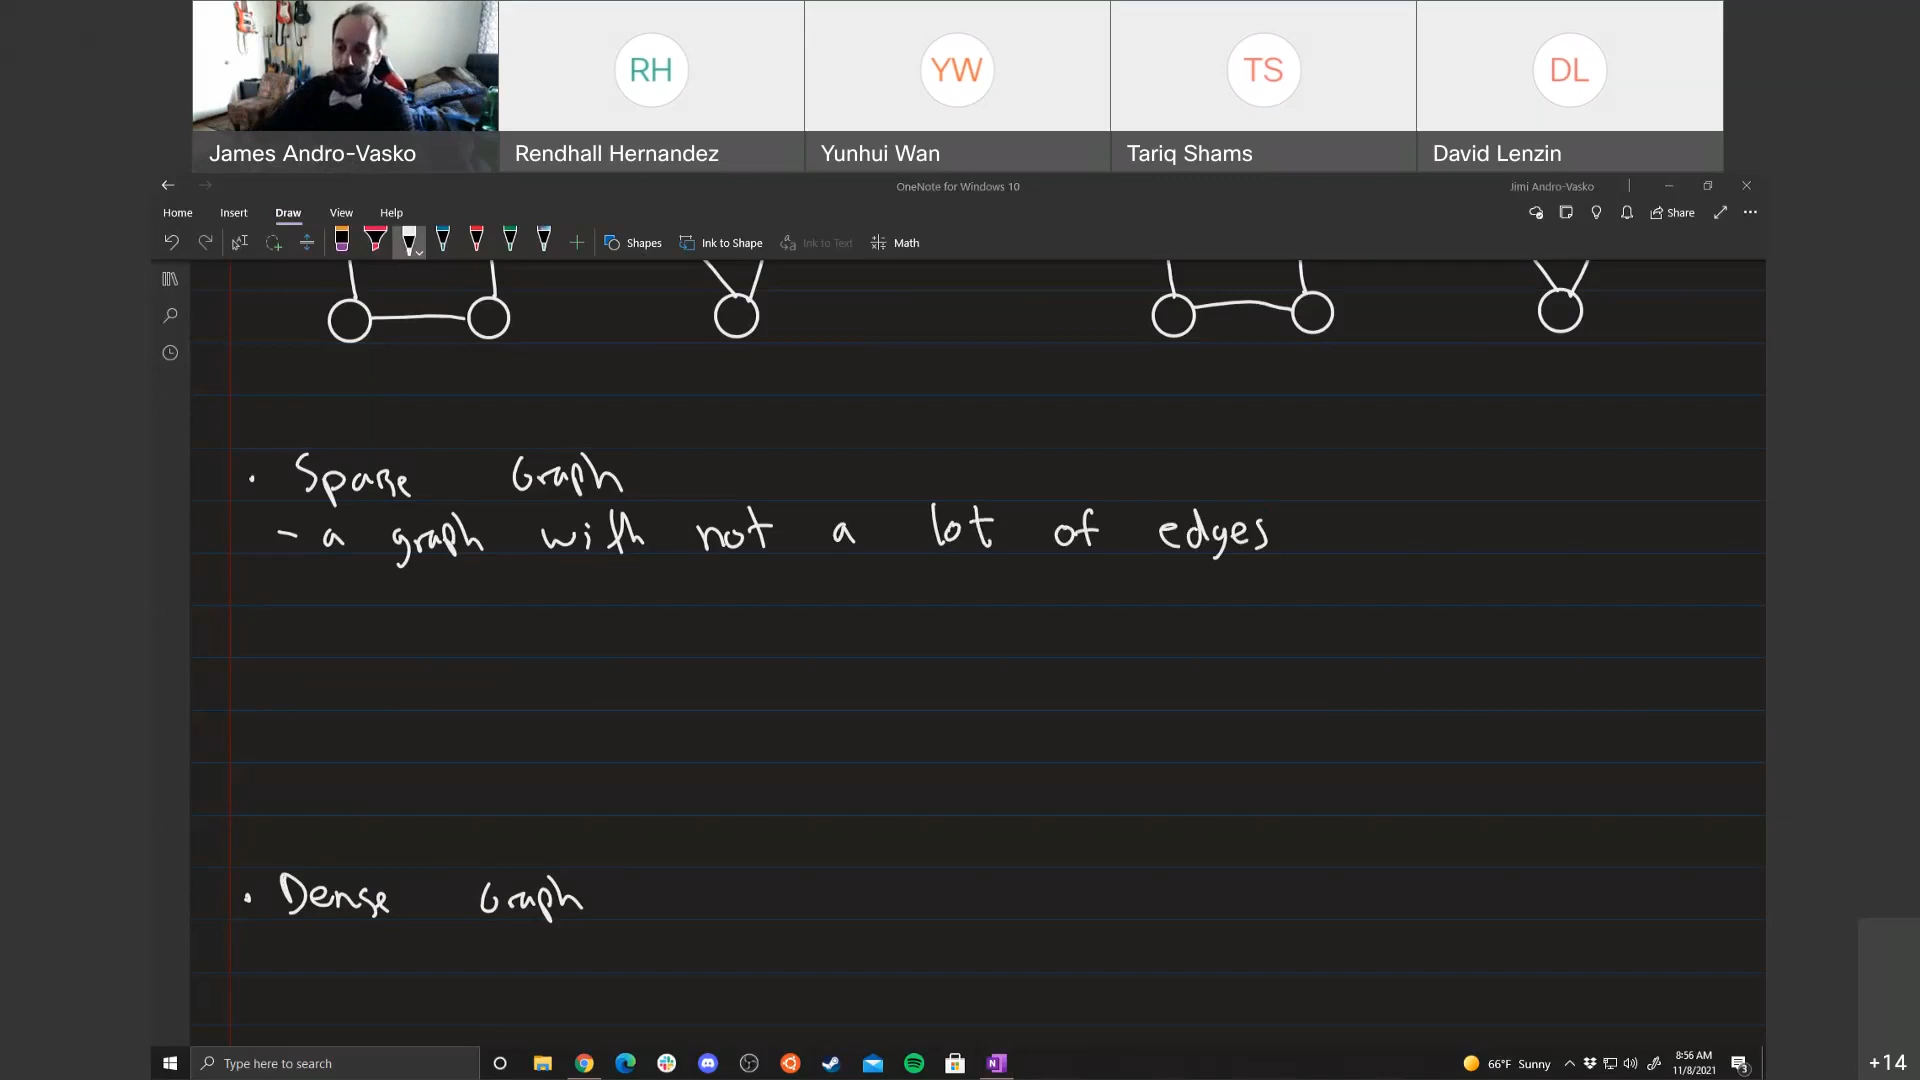 RH
YW
TS
DL
James Andro-Vasko
Rendhall Hernandez
Yunhui Wan
Tariq Shams
David Lenzin
OneNote for Windows 10
Jimi Andro-Vasko
Home Insert Draw View Help
Share
Shapes
Ink to Shape
Ink to Text
Math
• Sparse Graph
- a graph with not a lot of edges
• Dense Graph
Type here to search
66°F Sunny
8:56 AM
11/8/2021
3
+14